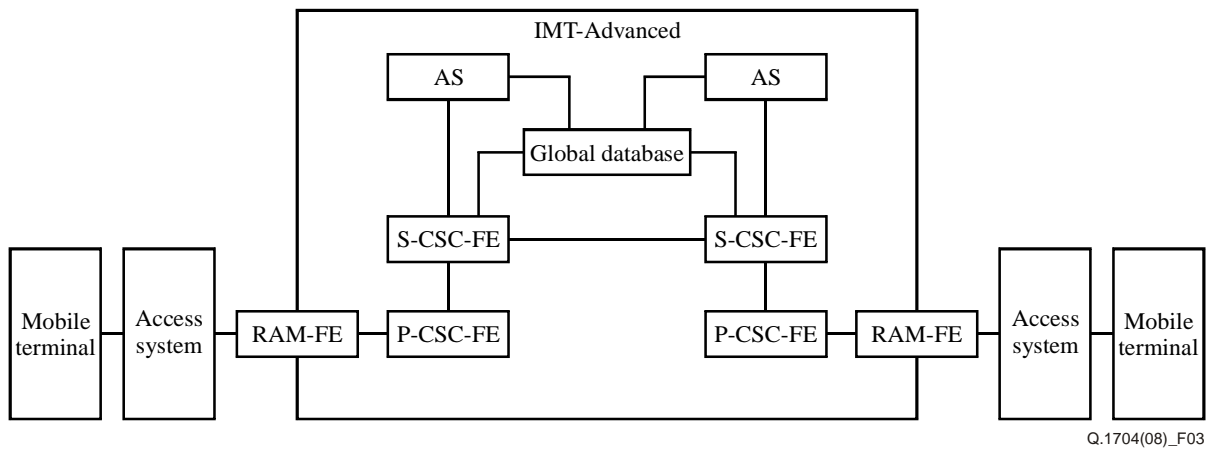 IMT-Advanced
AS
AS
Global database
S-CSC-FE
S-CSC-FE
Mobile
terminal
Access
system
RAM-FE
P-CSC-FE
P-CSC-FE
RAM-FE
Access
system
Mobile
terminal
Q.1704(08)_F03